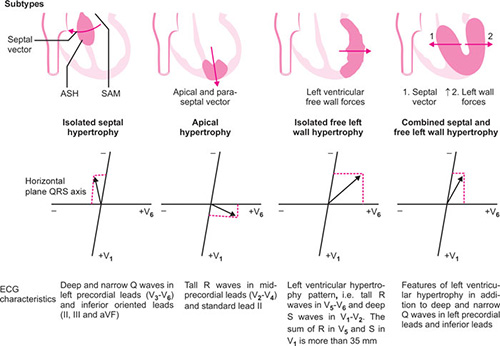 Subtypes
Septal
vector
ASH
SAM
Apical and para-
septal vector
Left ventricular
free wall forces
1
2
1. Septal
vector
↑2. Left wall
forces
Isolated septal
hypertrophy
Apical
hypertrophy
Isolated free left
wall hypertrophy
Combined septal and
free left wall hypertrophy
Horizontal
plane QRS axis
–
–
+V6
+V1
–
–
+V6
+V1
–
–
+V6
+V1
–
–
+V6
+V1
ECG
characteristics
Deep and narrow Q waves in
left precordial leads (V3-V6)
and inferior oriented leads
(II, III and aVF)
Tall R waves in mid-
precordial leads (V2-V4)
and standard lead II
Left ventricular hypertro-
phy pattern, i.e. tall R
waves in V5-V6 and deep
S waves in V1-V2. The
sum of R in V5 and S in
V1 is more than 35 mm
Features of left ventricu-
lar hypertrophy in addi-
tion to deep and narrow
Q waves in left precordial
leads and inferior leads